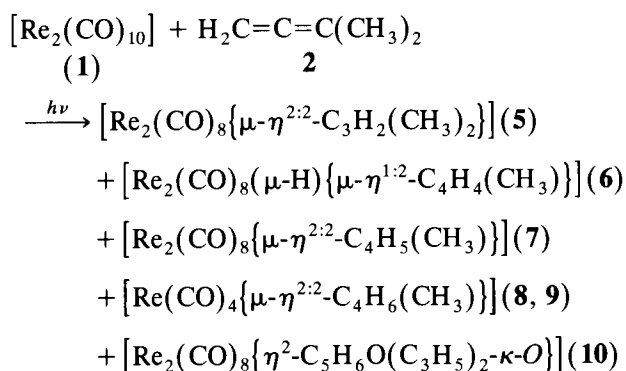 [Re₂(CO)₁₀] + H₂C=C=C(CH₃)₂
(1) 2
hν→ [Re₂(CO)₈{μ-η²:²-C₃H₂(CH₃)₂}](5)
+ [Re₂(CO)₈(μ-H){μ-η¹:²-C₄H₄(CH₃)}](6)
+ [Re₂(CO)₈{μ-η²:²-C₄H₅(CH₃)}](7)
+ [Re(CO)₄{μ-η²:²-C₄H₆(CH₃)}](8, 9)
+ [Re₂(CO)₈{η²-C₅H₆O(C₃H₅)₂-κ-O}](10)